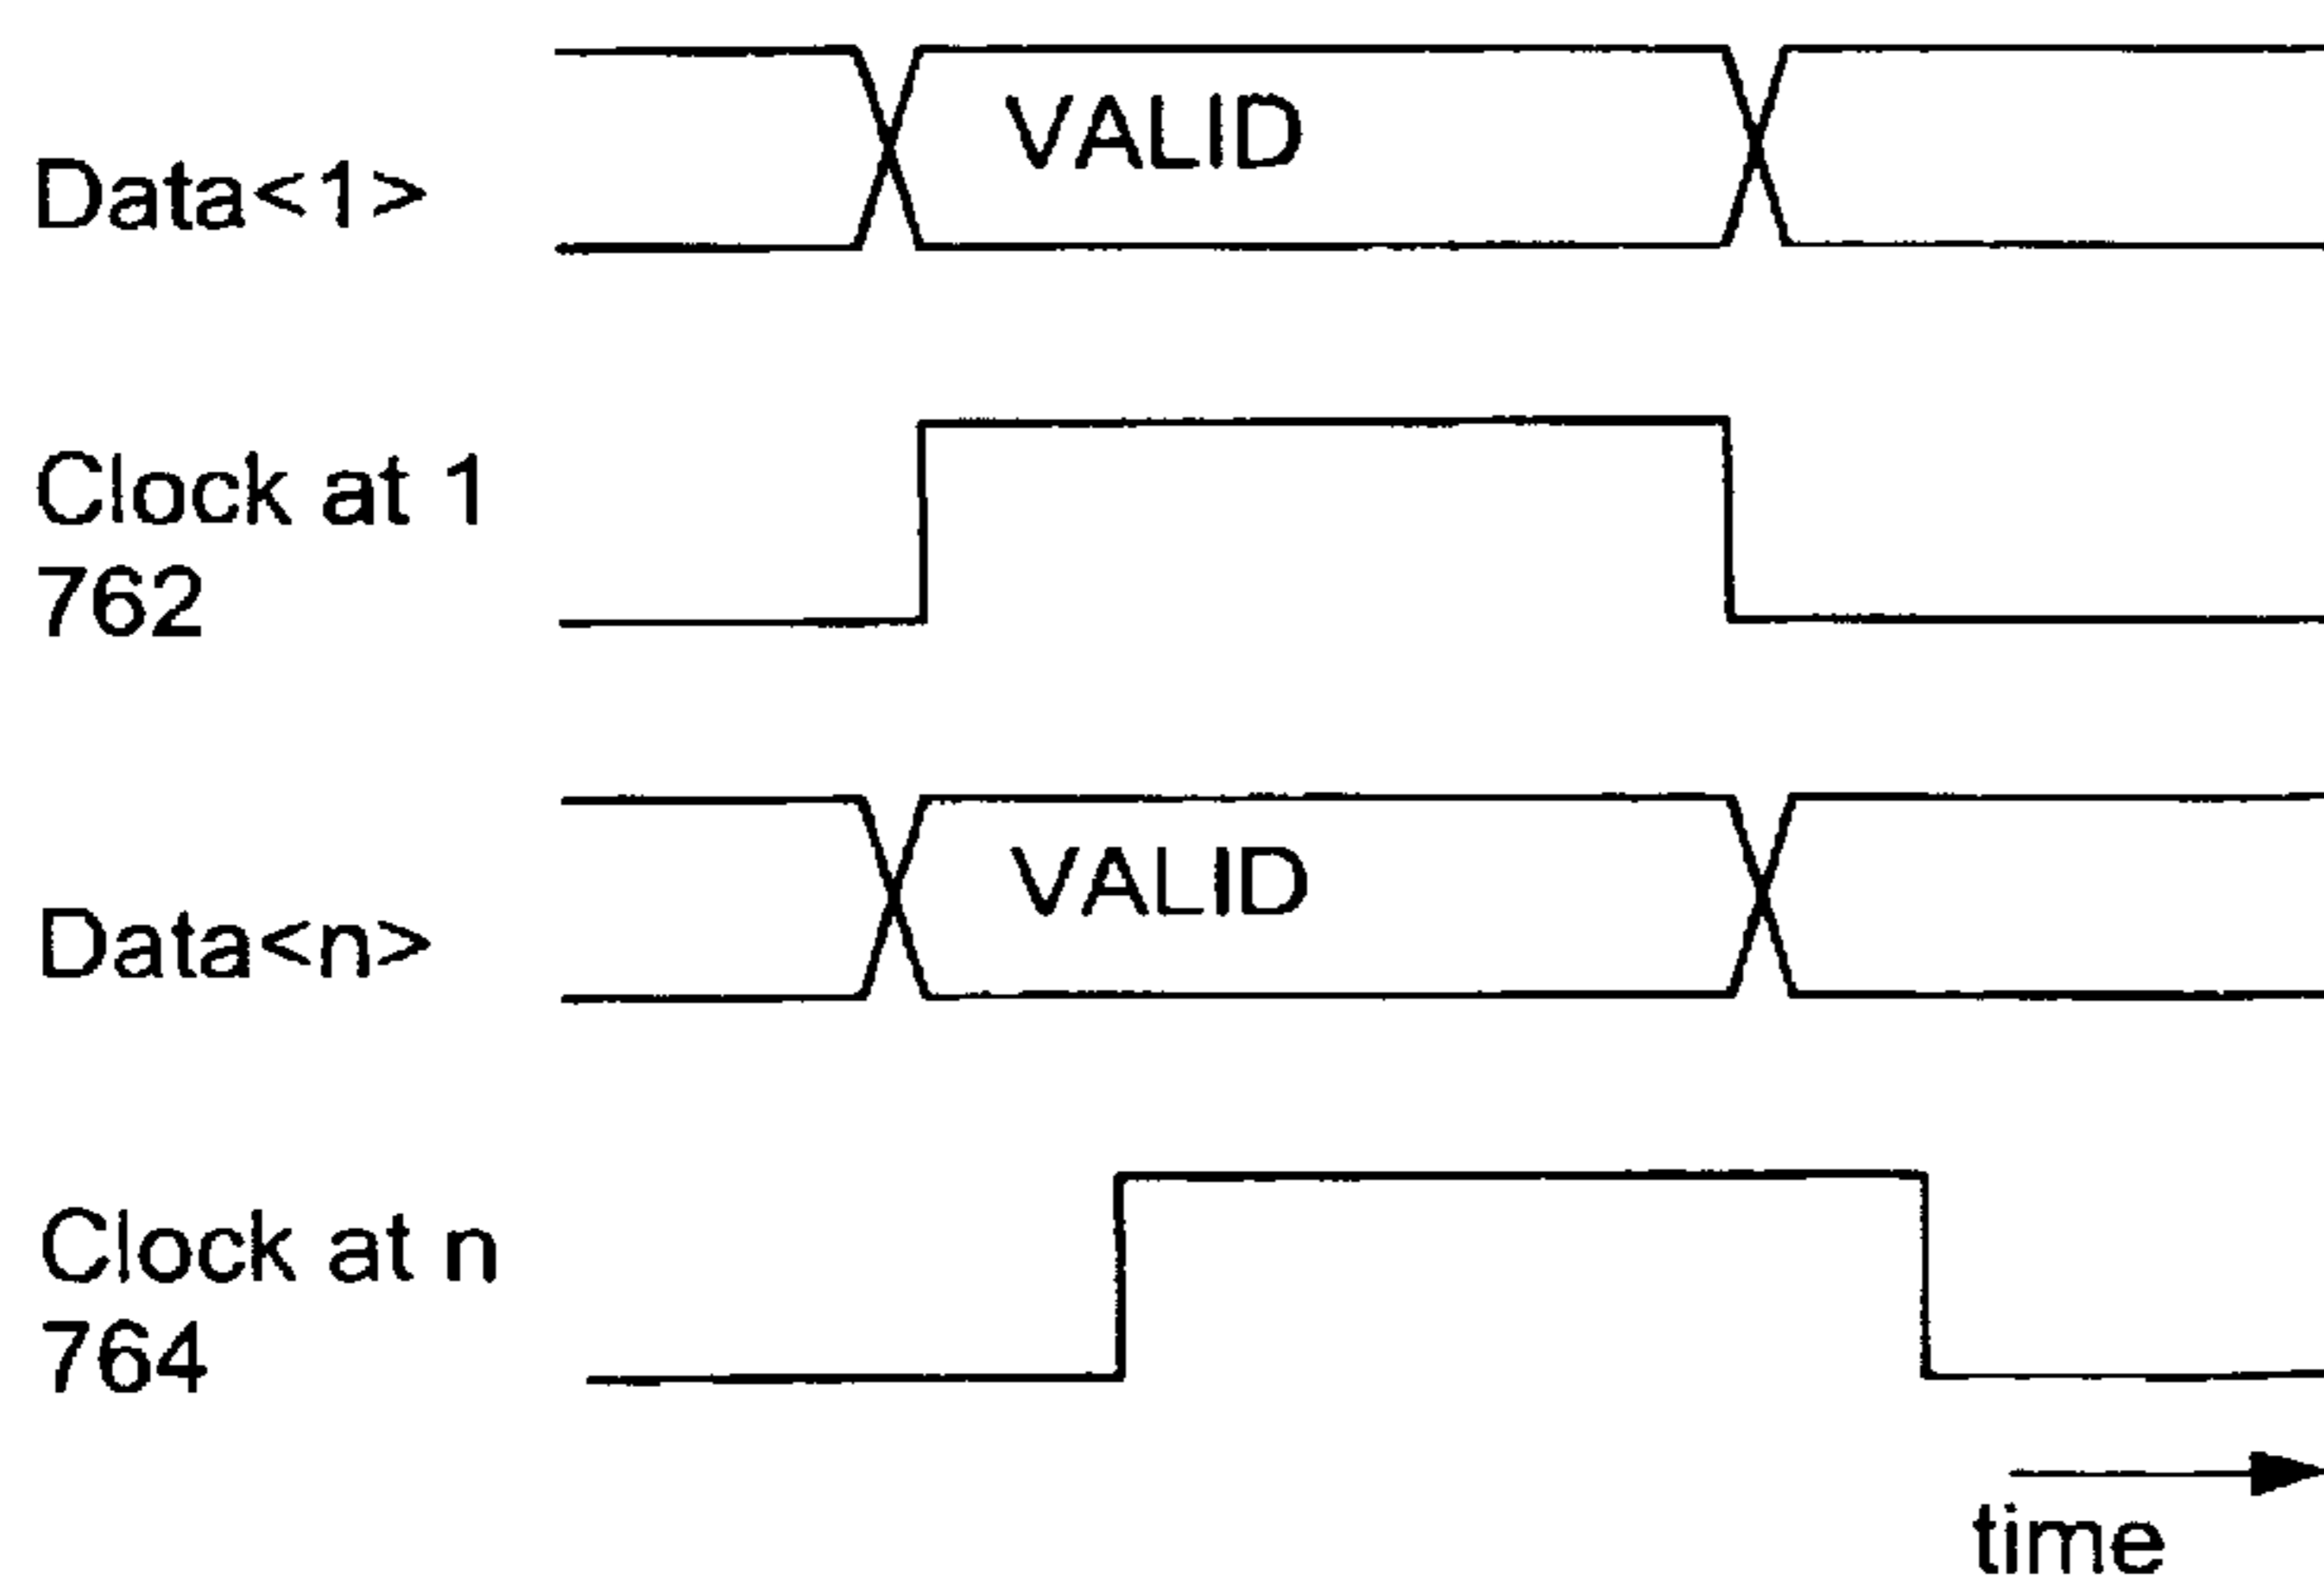 VALID
Data<1>
Clock at 1
762
VALID
Data<n>
Clock at n
764
time